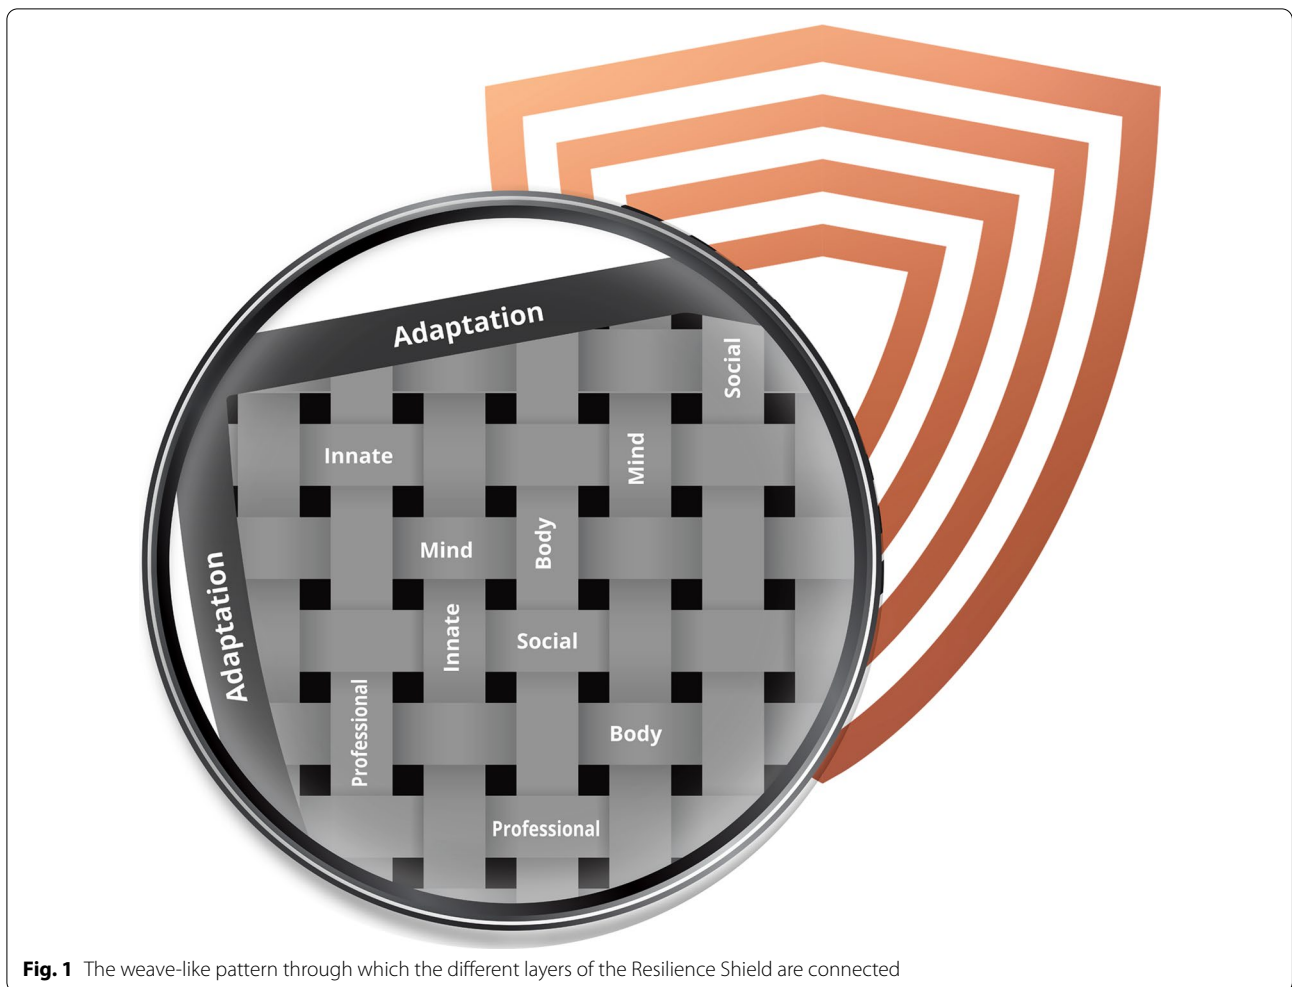 Adaptation
Social
Innate
Mind
Mind
Body
Adaptation
Innate
Social
Professional
Body
Professional
Fig. 1 The weave-like pattern through which the different layers of the Resilience Shield are connected